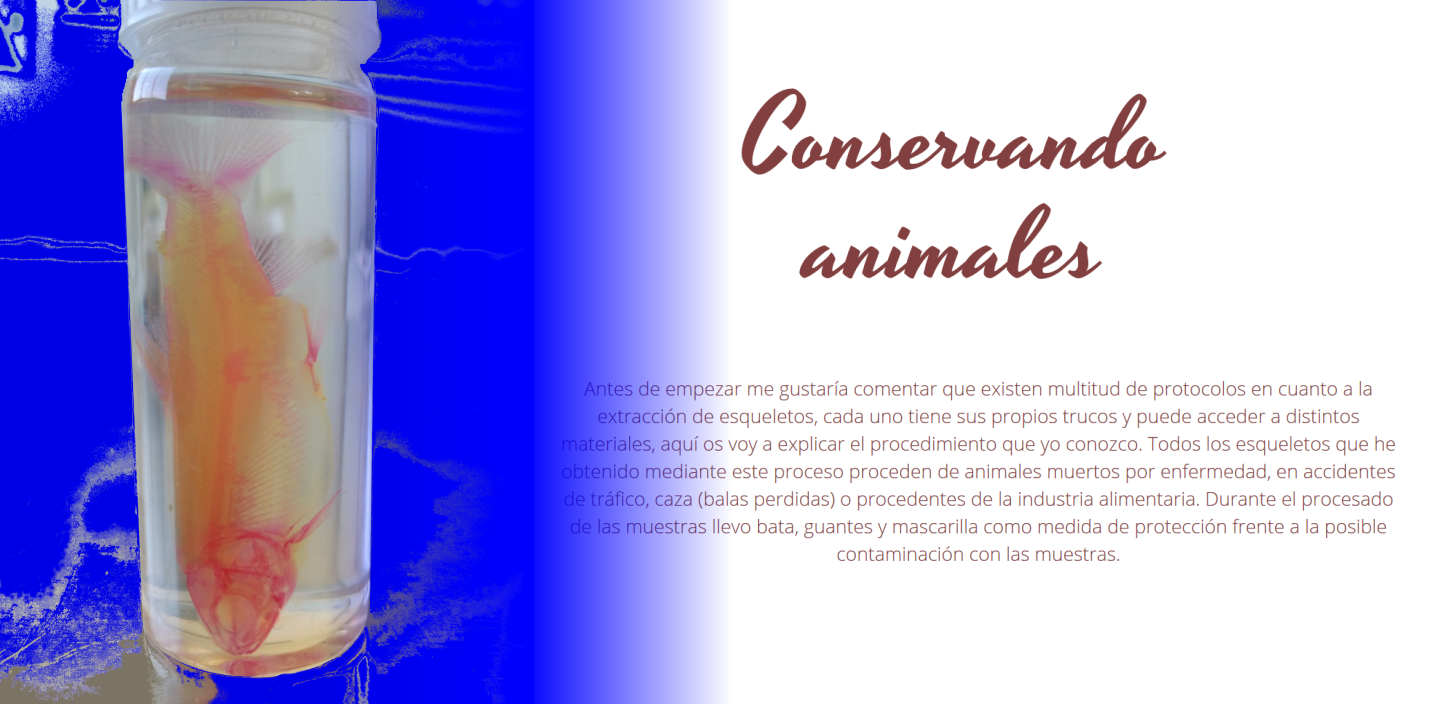 Conservando
animales
Antes de empezar me gustaría comentar que existen multitud de protocolos en cuanto a la
extracción de esqueletos, cada uno tiene sus propios trucos y puede acceder a distintos
materiales, aquí os voy a explicar el procedimiento que yo conozco. Todos los esqueletos que he
obtenido mediante este proceso proceden de animales muertos por enfermedad, en accidentes
de tráfico, caza (balas perdidas) o procedentes de la industria alimentaria. Durante el procesado
de las muestras llevo bata, guantes y mascarilla como medida de protección frente a la posible
contaminación con las muestras.